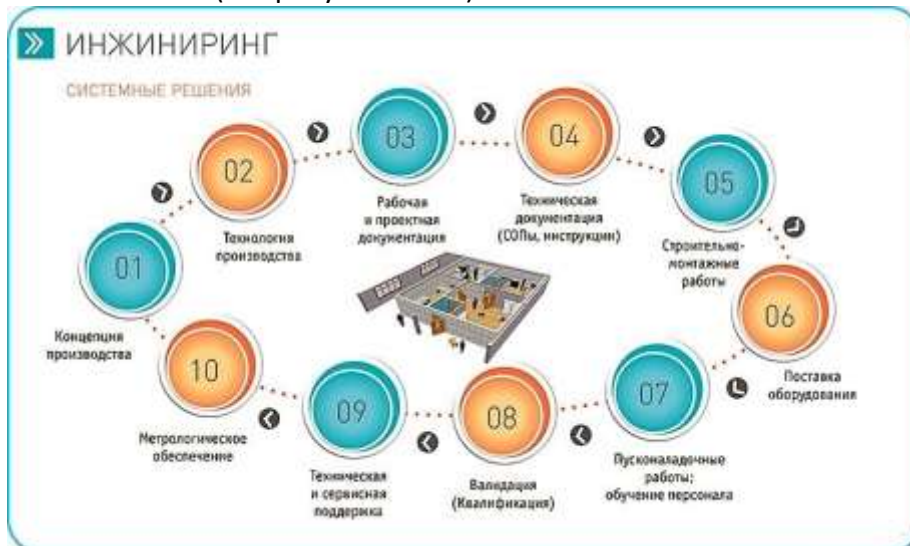 ИНЖИНИРИНГ
СИСТЕМНЫЕ РЕШЕНИЯ
01
Концепция
производства
02
Технология
производства
03
Рабочая
и проектная
документация
04
Техническая
документация
(СОПы, инструкции)
05
Строительно-
монтажные
работы
06
Поставка
оборудования
07
Пусконаладочные
работы;
обучение персонала
08
Валидация
(Квалификация)
09
Техническая
и сервисная
поддержка
10
Метрологическое
обеспечение